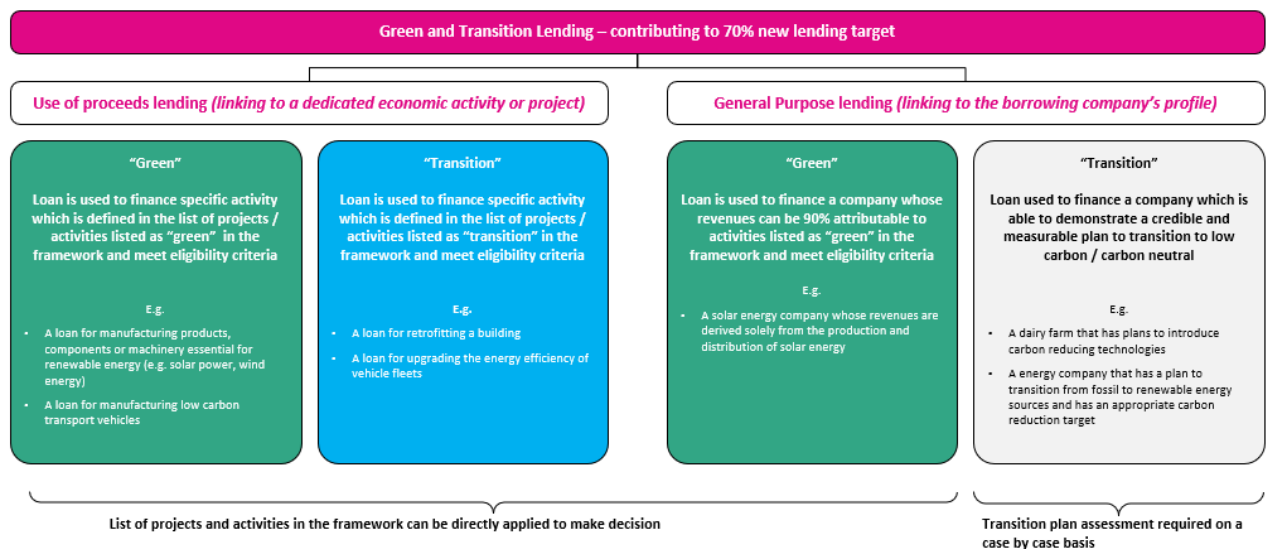 Green and Transition Lending – contributing to 70% new lending target
Use of proceeds lending (linking to a dedicated economic activity or project)
General Purpose lending (linking to the borrowing company's profile)
"Green"
Loan is used to finance specific activity
which is defined in the list of projects /
activities listed as "green" in the
framework and meet eligibility criteria
E.g.
• A loan for manufacturing products,
components or machinery essential for
renewable energy (e.g. solar power, wind
energy)
• A loan for manufacturing low carbon
transport vehicles
"Transition"
Loan is used to finance specific activity
which is defined in the list of projects /
activities listed as "transition" in the
framework and meet eligibility criteria
E.g.
• A loan for retrofitting a building
• A loan for upgrading the energy efficiency of
vehicle fleets
"Green"
Loan is used to finance a company whose
revenues can be 90% attributable to
activities listed as "green" in the
framework and meet eligibility criteria
E.g.
• A solar energy company whose revenues are
derived solely from the production and
distribution of solar energy
"Transition"
Loan used to finance a company which is
able to demonstrate a credible and
measurable plan to transition to low
carbon / carbon neutral
E.g.
• A dairy farm that has plans to introduce
carbon reducing technologies
• A energy company that has a plan to
transition from fossil to renewable energy
sources and has an appropriate carbon
reduction target
List of projects and activities in the framework can be directly applied to make decision
Transition plan assessment required on a
case by case basis